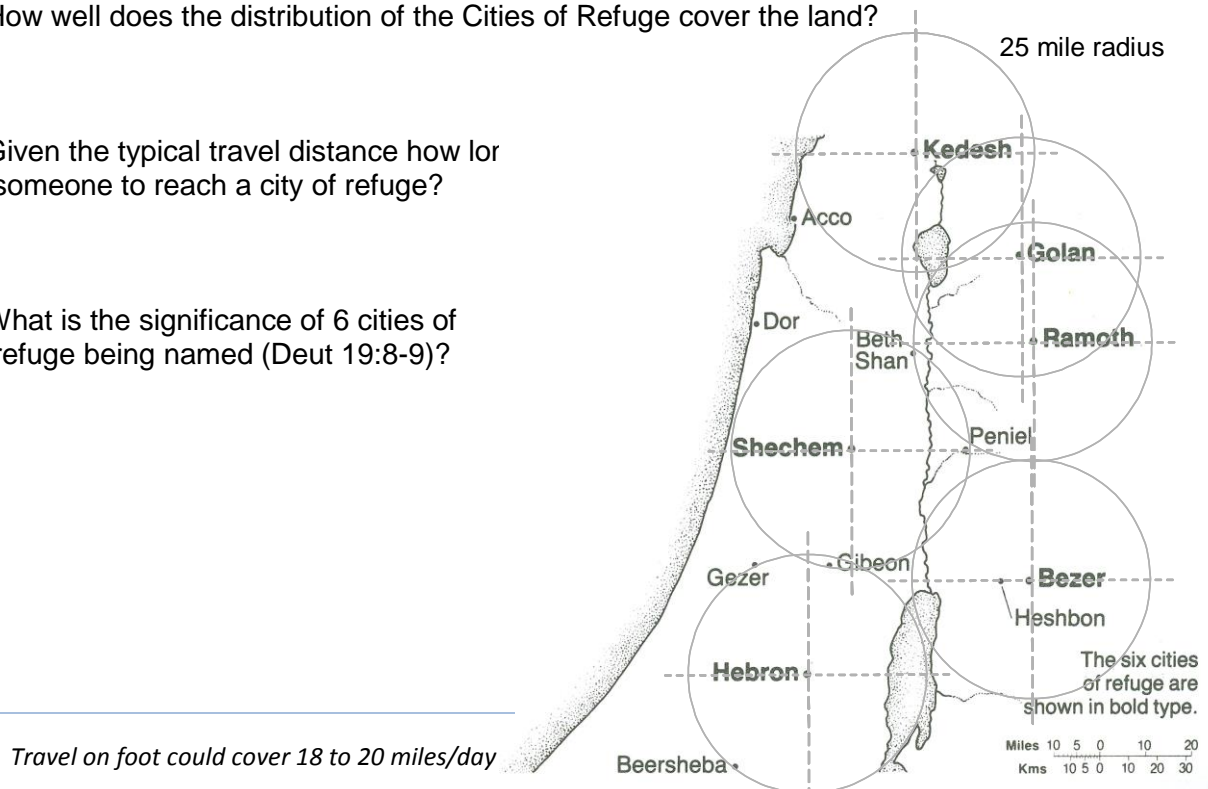 How well does the distribution of the Cities of Refuge cover the land?
25 mile radius
Given the typical travel distance how lon
someone to reach a city of refuge?
What is the significance of 6 cities of
refuge being named (Deut 19:8-9)?
Kedesh
Acco
Golan
Dor
Beth
Shan
Ramoth
Shechem
Peniel
Gezer
Gibeon
Bezer
Heshbon
Hebron
The six cities
of refuge are
shown in bold type.
Travel on foot could cover 18 to 20 miles/day
Beersheba
Miles 10 5 0 10 20
Kms 10 5 0 10 20 30